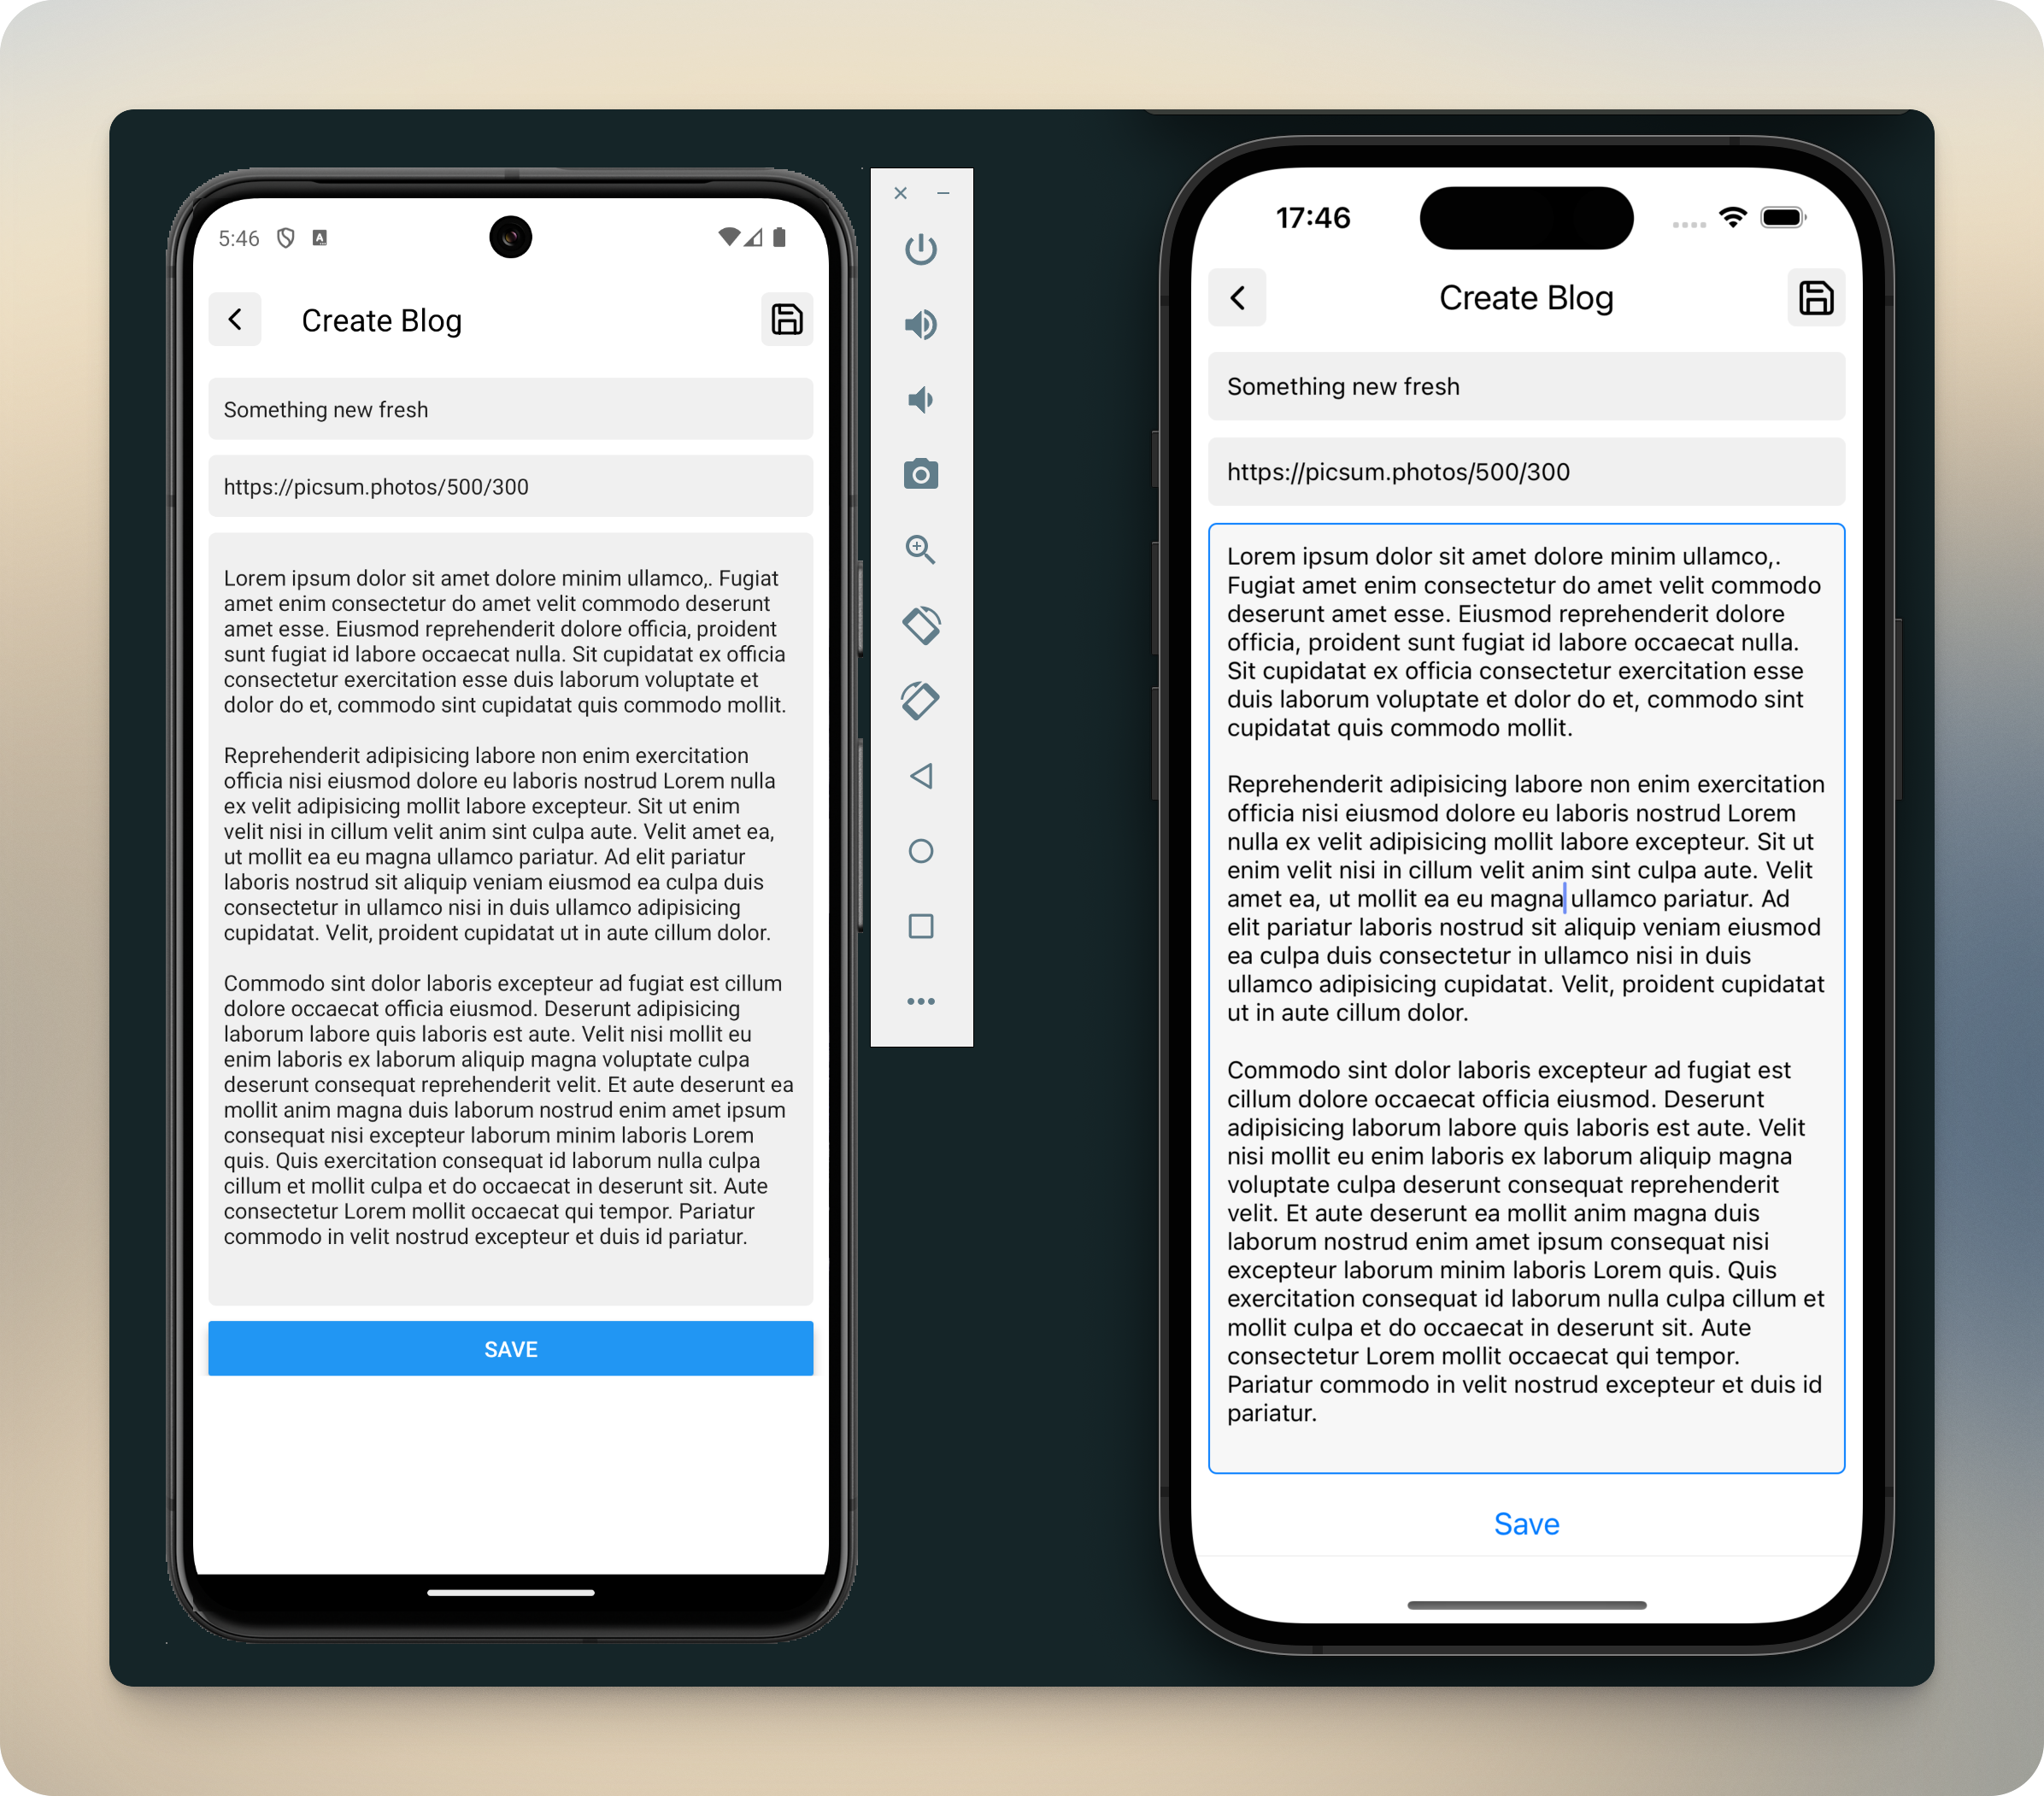 5:46
Create Blog
Something new fresh
https://picsum.photos/500/300
Lorem ipsum dolor sit amet dolore minim ullamco,. Fugiat
amet enim consectetur do amet velit commodo deserunt
amet esse. Eiusmod reprehenderit dolore officia, proident
sunt fugiat id labore occaecat nulla. Sit cupidatat ex officia
consectetur exercitation esse duis laborum voluptate et
dolor do et, commodo sint cupidatat quis commodo mollit.
Reprehenderit adipisicing labore non enim exercitation
officia nisi eiusmod dolore eu laboris nostrud Lorem nulla
ex velit adipisicing mollit labore excepteur. Sit ut enim
velit nisi in cillum velit anim sint culpa aute. Velit amet ea,
ut mollit ea eu magna ullamco pariatur. Ad elit pariatur
laboris nostrud sit aliquip veniam eiusmod ea culpa duis
consectetur in ullamco nisi in duis ullamco adipisicing
cupidatat. Velit, proident cupidatat ut in aute cillum dolor.
Commodo sint dolor laboris excepteur ad fugiat est cillum
dolore occaecat officia eiusmod. Deserunt adipisicing
laborum labore quis laboris est aute. Velit nisi mollit eu
enim laboris ex laborum aliquip magna voluptate culpa
deserunt consequat reprehenderit velit. Et aute deserunt ea
mollit anim magna duis laborum nostrud enim amet ipsum
consequat nisi excepteur laborum minim laboris Lorem
quis. Quis exercitation consequat id laborum nulla culpa
cillum et mollit culpa et do occaecat in deserunt sit. Aute
consectetur Lorem mollit occaecat qui tempor. Pariatur
commodo in velit nostrud excepteur et duis id pariatur.
SAVE
17:46
Create Blog
Something new fresh
https://picsum.photos/500/300
Lorem ipsum dolor sit amet dolore minim ullamco,.
Fugiat amet enim consectetur do amet velit commodo
deserunt amet esse. Eiusmod reprehenderit dolore
officia, proident sunt fugiat id labore occaecat nulla.
Sit cupidatat ex officia consectetur exercitation esse
duis laborum voluptate et dolor do et, commodo sint
cupidatat quis commodo mollit.
Reprehenderit adipisicing labore non enim exercitation
officia nisi eiusmod dolore eu laboris nostrud Lorem
nulla ex velit adipisicing mollit labore excepteur. Sit ut
enim velit nisi in cillum velit anim sint culpa aute. Velit
amet ea, ut mollit ea eu magna ullamco pariatur. Ad
elit pariatur laboris nostrud sit aliquip veniam eiusmod
ea culpa duis consectetur in ullamco nisi in duis
ullamco adipisicing cupidatat. Velit, proident cupidatat
ut in aute cillum dolor.
Commodo sint dolor laboris excepteur ad fugiat est
cillum dolore occaecat officia eiusmod. Deserunt
adipisicing laborum labore quis laboris est aute. Velit
nisi mollit eu enim laboris ex laborum aliquip magna
voluptate culpa deserunt consequat reprehenderit
velit. Et aute deserunt ea mollit anim magna duis
laborum nostrud enim amet ipsum consequat nisi
excepteur laborum minim laboris Lorem quis. Quis
exercitation consequat id laborum nulla culpa cillum et
mollit culpa et do occaecat in deserunt sit. Aute
consectetur Lorem mollit occaecat qui tempor.
Pariatur commodo in velit nostrud excepteur et duis id
pariatur.
Save